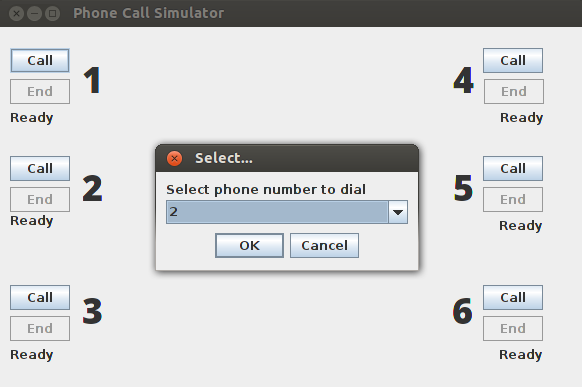 Phone Call Simulator
Call
End
1
Ready
Call
End
2
Ready
Call
End
3
Ready
Select...
Select phone number to dial
2
OK Cancel
4
Call
End
Ready
5
Call
End
Ready
6
Call
End
Ready